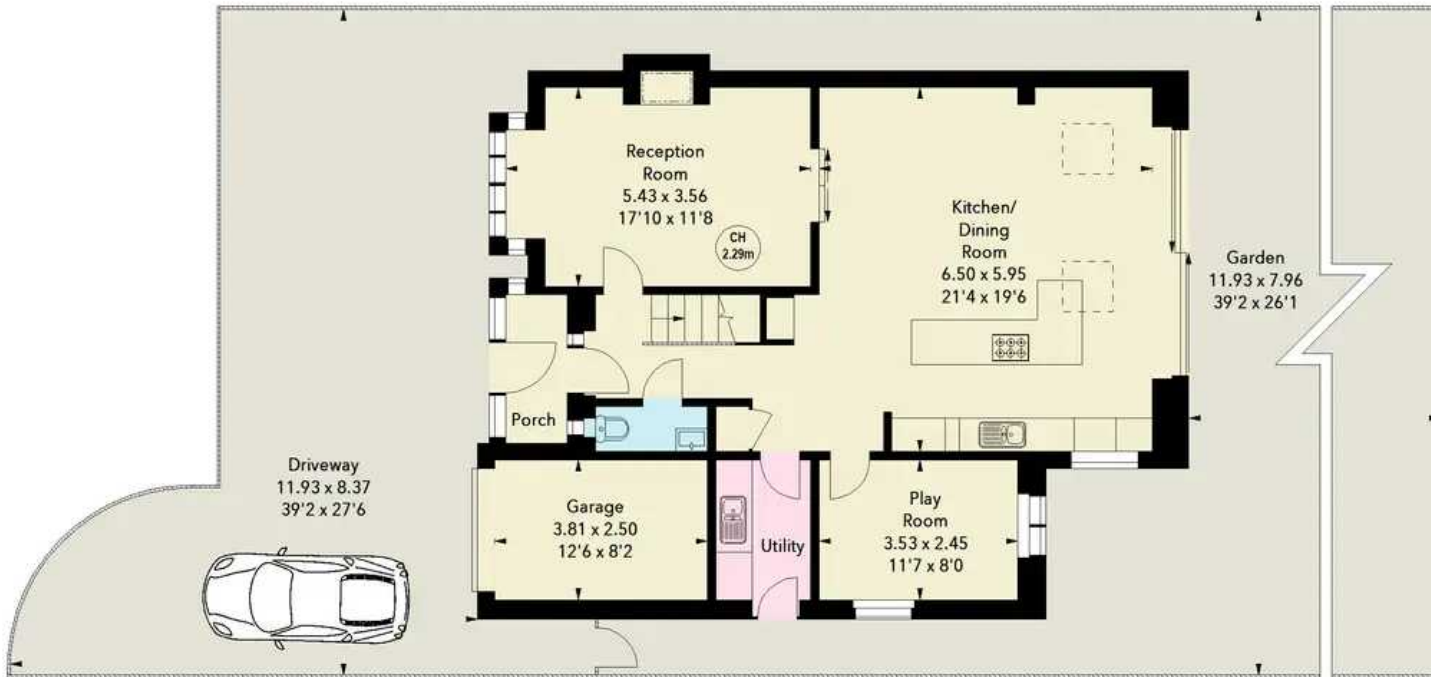 Reception
Room
5.43 x 3.56
17'10 x 11'8
CH
2.29m
Kitchen/
Dining
Room
6.50 x 5.95
21'4 x 19'6
Garden
11.93 x 7.96
39'2 x 26'1
Porch
Driveway
11.93 x 8.37
39'2 x 27'6
Garage
3.81 x 2.50
12'6 x 8'2
Utility
Play
Room
3.53 x 2.45
11'7 x 8'0